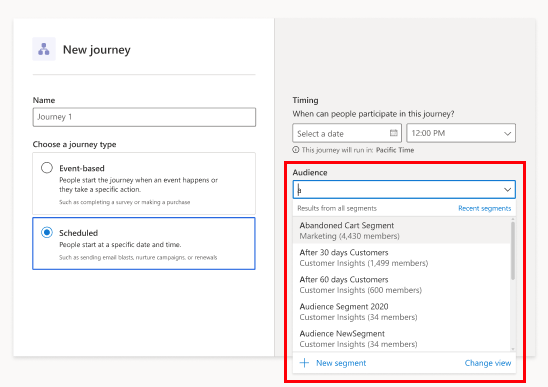 New journey
Name
Journey 1
Choose a journey type
Event-based
People start the journey when an event happens or
they take a specific action.
Such as completing a survey or making a purchase
Scheduled
People start at a specific date and time.
Such as sending email blasts, nurture campaigns, or renewals
Timing
When can people participate in this journey?
Select a date
12:00 PM
This journey will run in: Pacific Time
Audience
a
Results from all segments
Recent segments
Abandoned Cart Segment
Marketing (4,430 members)
After 30 days Customers
Customer Insights (1,499 members)
After 60 days Customers
Customer Insights (600 members)
Audience Segment 2020
Customer Insights (34 members)
Audience NewSegment
Customer Insights (34 members)
New segment
Change view